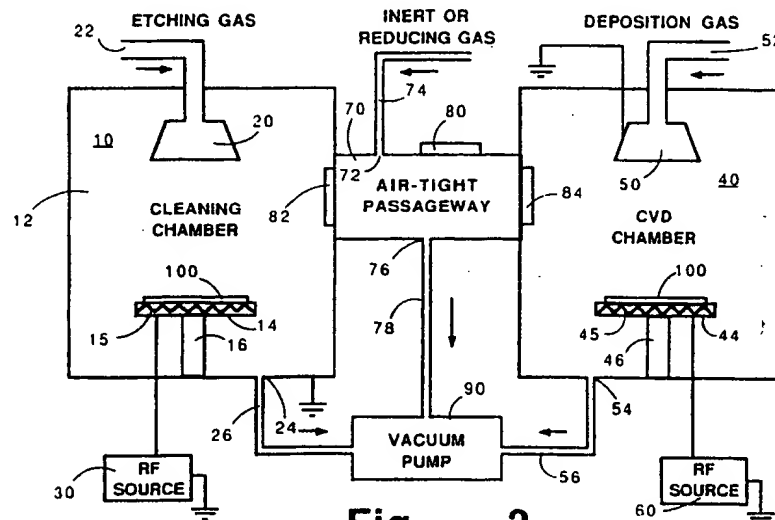 ETCHING GAS
INERT OR
REDUCING GAS
DEPOSITION GAS
22
52
74
70
80
10
20
72
50
40
12
82
AIR-TIGHT
PASSAGEWAY
84
CLEANING
CHAMBER
CVD
CHAMBER
76
100
100
78
15
14
16
45
44
46
90
24
54
26
VACUUM
PUMP
56
30
RF
SOURCE
RF
SOURCE
60